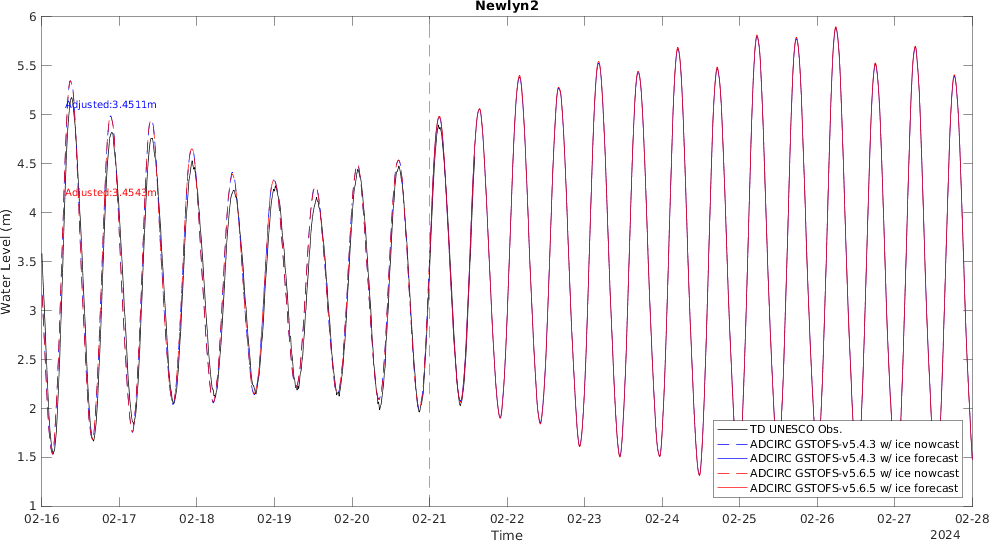 Newlyn2
Water Level (m)
6
5.5
5
4.5
4
3.5
3
2.5
2
1.5
1
Adjusted:3.4511m
Adjusted:3.4543m
TD UNESCO Obs.
ADCIRC GSTOFS-v5.4.3 w/ ice nowcast
ADCIRC GSTOFS-v5.4.3 w/ ice forecast
ADCIRC GSTOFS-v5.6.5 w/ ice nowcast
ADCIRC GSTOFS-v5.6.5 w/ ice forecast
02-16 02-17 02-18 02-19 02-20 02-21 02-22 02-23 02-24 02-25 02-26 02-27 02-28
Time
2024